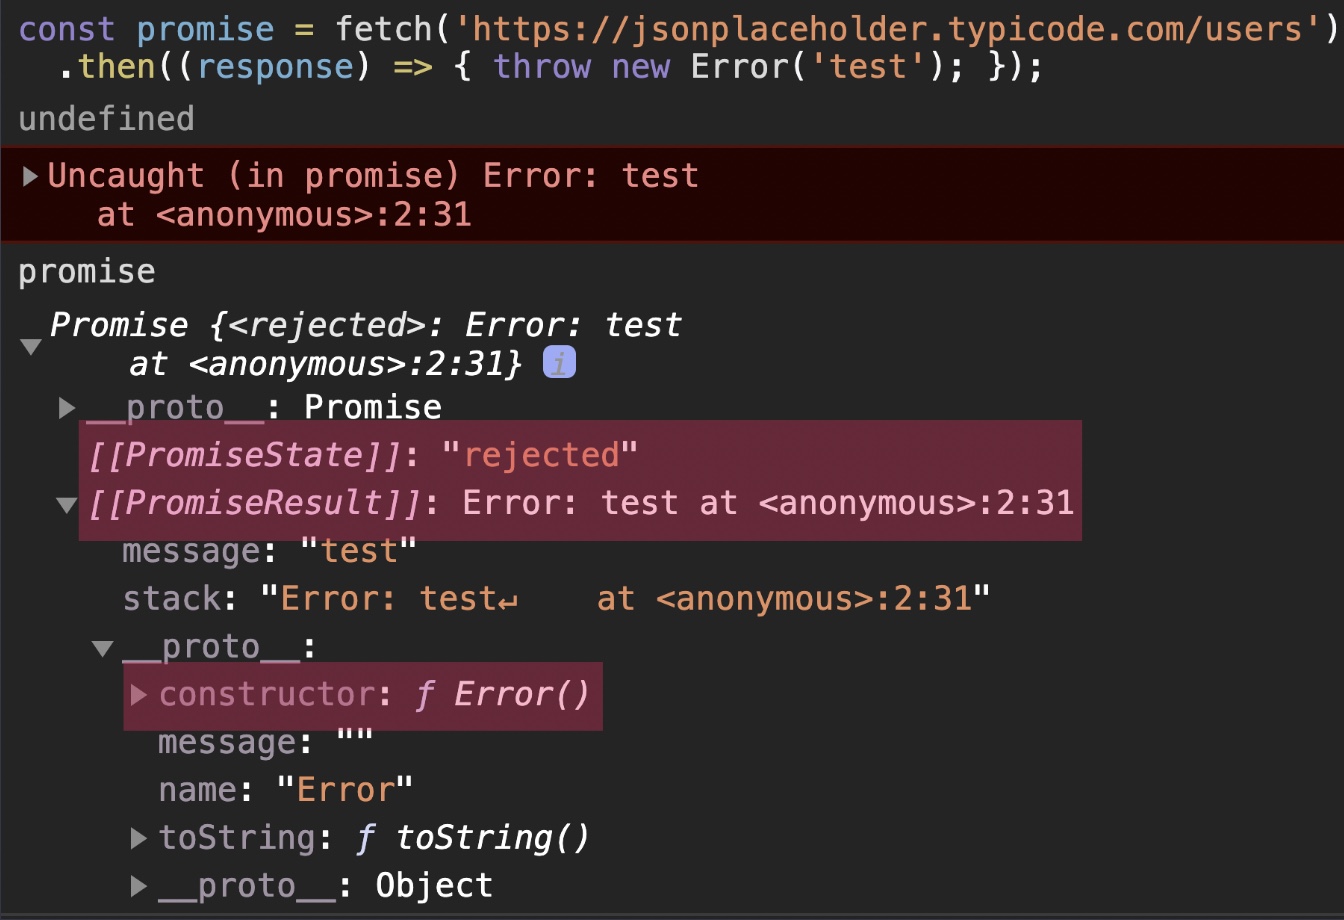 const promise = fetch('https://jsonplaceholder.typicode.com/users')
.then((response) => { throw new Error('test'); });
undefined
Uncaught (in promise) Error: test
at <anonymous>:2:31
promise
Promise {<rejected>: Error: test
at <anonymous>:2:31} i
__proto__: Promise
[[PromiseState]]: "rejected"
[[PromiseResult]]: Error: test at <anonymous>:2:31
message: "test"
stack: "Error: test↵    at <anonymous>:2:31"
__proto__:
constructor: ƒ Error()
message: ""
name: "Error"
toString: ƒ toString()
__proto__: Object